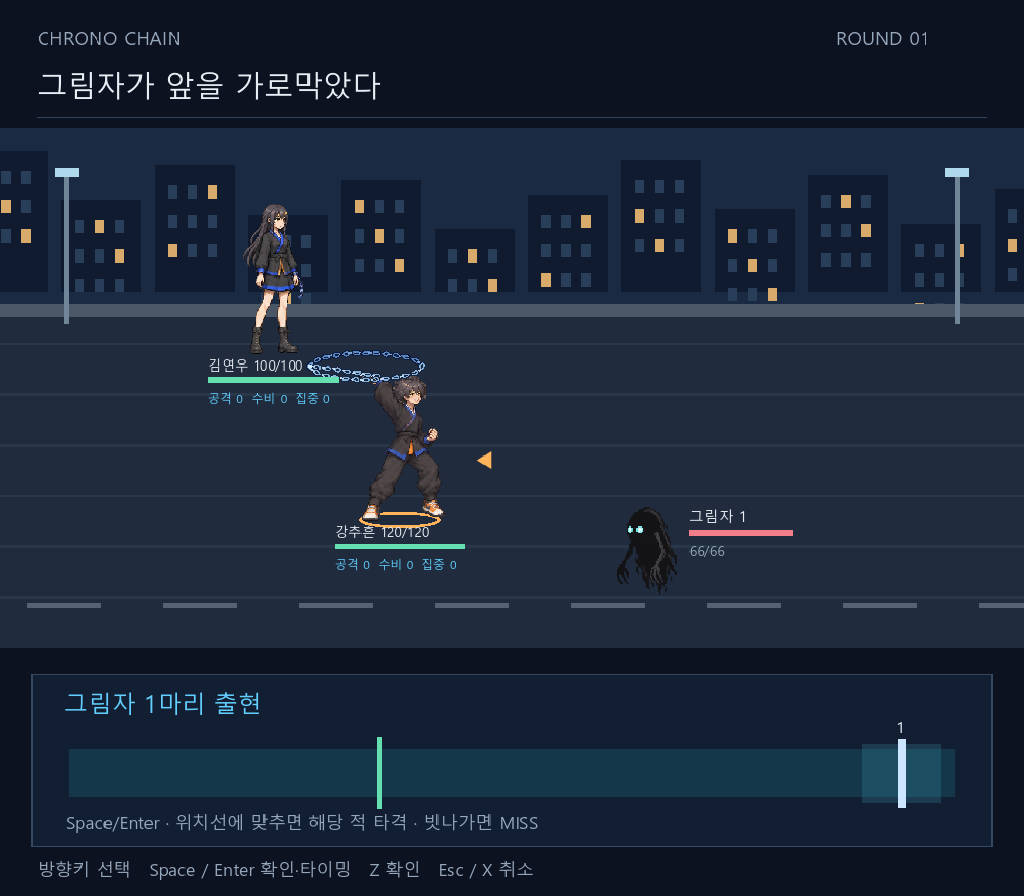 CHRONO CHAIN
ROUND 01
그림자가 앞을 가로막았다
김연우 100/100
공격 0 수비 0 집중 0
강추흔 120/120
공격 0 수비 0 집중 0
그림자 1
66/66
그림자 1마리 출현
1
Space/Enter · 위치선에 맞추면 해당 적 타격 · 빗나가면 MISS
방향키 선택 Space / Enter 확인·타이밍 Z 확인 Esc / X 취소